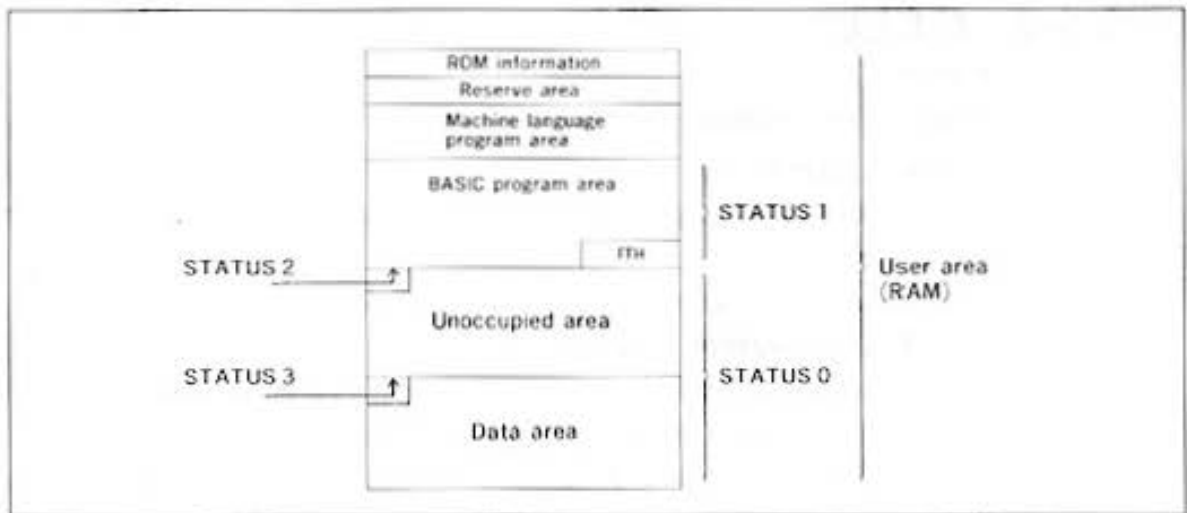 ROM information
Reserve area
Machine language
program area
BASIC program area
STATUS 1
STATUS 2
User area
(RAM)
Unoccupied area
STATUS 3
STATUS 0
Data area